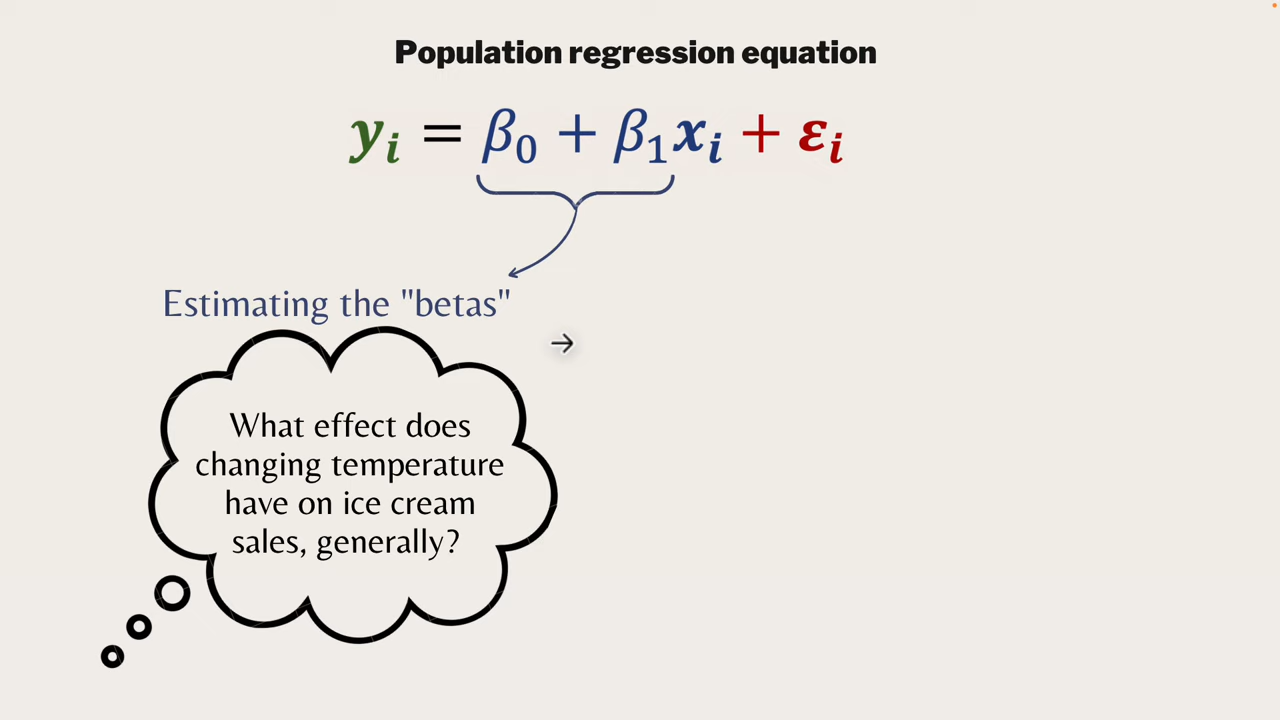 Population regression equation
yᵢ = β₀ + β₁xᵢ + εᵢ
Estimating the "betas"
What effect does
changing temperature
have on ice cream
sales, generally?